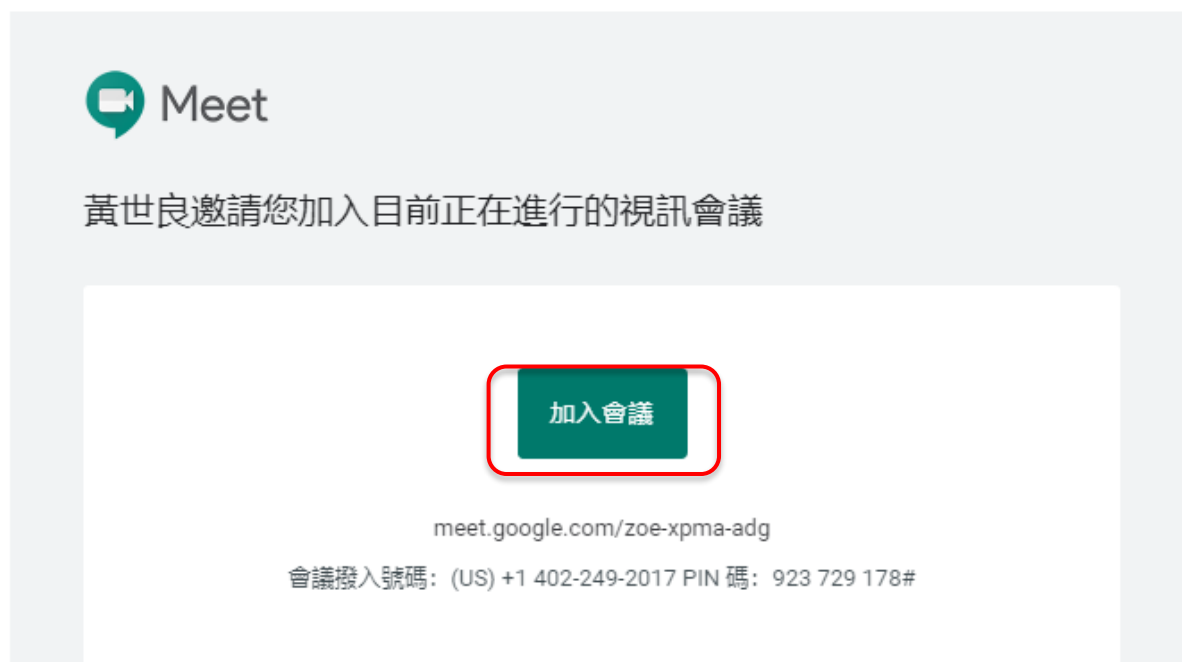 Meet
黃世良邀請您加入目前正在進行的視訊會議
加入會議
meet.google.com/zoe-xpma-adg
會議撥入號碼：(US) +1 402-249-2017 PIN 碼：923 729 178#